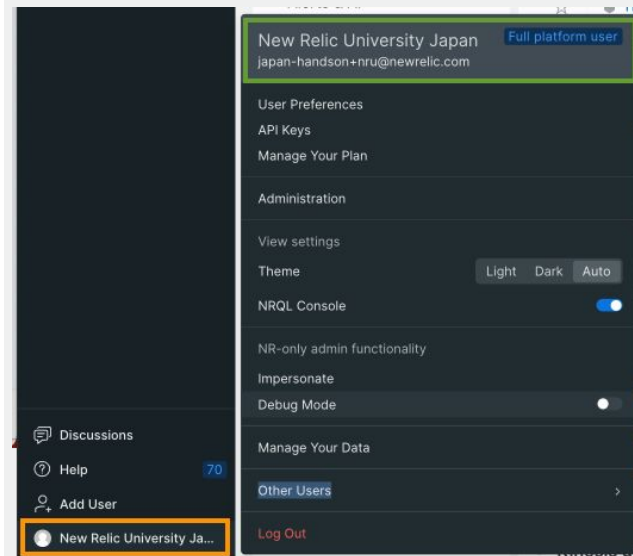 New Relic University Japan
Full platform user
japan-handson+nru@newrelic.com
User Preferences
API Keys
Manage Your Plan
Administration
View settings
Theme
Light Dark Auto
NRQL Console
NR-only admin functionality
Impersonate
Debug Mode
Manage Your Data
Other Users
Log Out
Discussions
Help 70
Add User
New Relic University Ja...